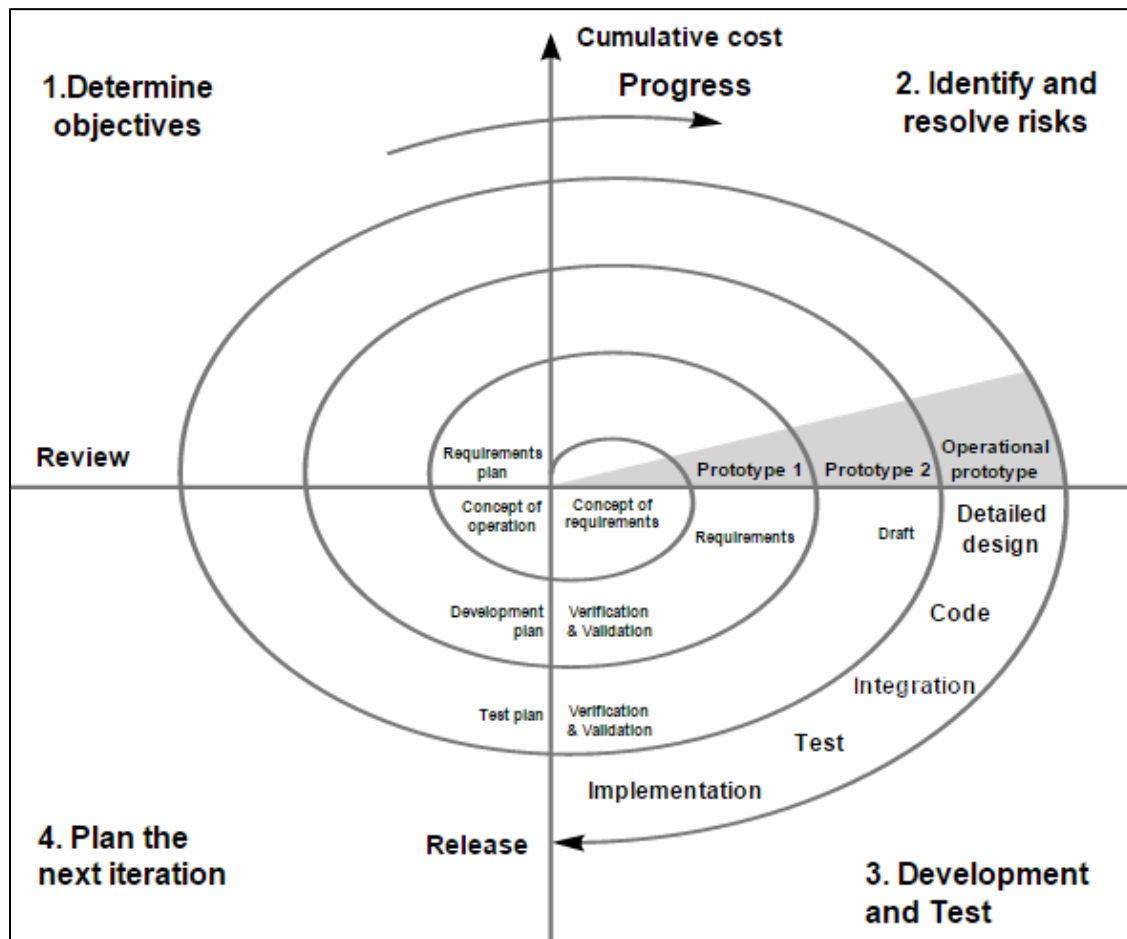 Cumulative cost
Progress
1.Determine
objectives
2. Identify and
resolve risks
Review
Requirements
plan
Prototype 1
Prototype 2
Operational
prototype
Concept of
operation
Concept of
requirements
Requirements
Draft
Detailed
design
Development
plan
Verification
& Validation
Code
Integration
Test plan
Verification
& Validation
Test
Implementation
Release
4. Plan the
next iteration
3. Development
and Test